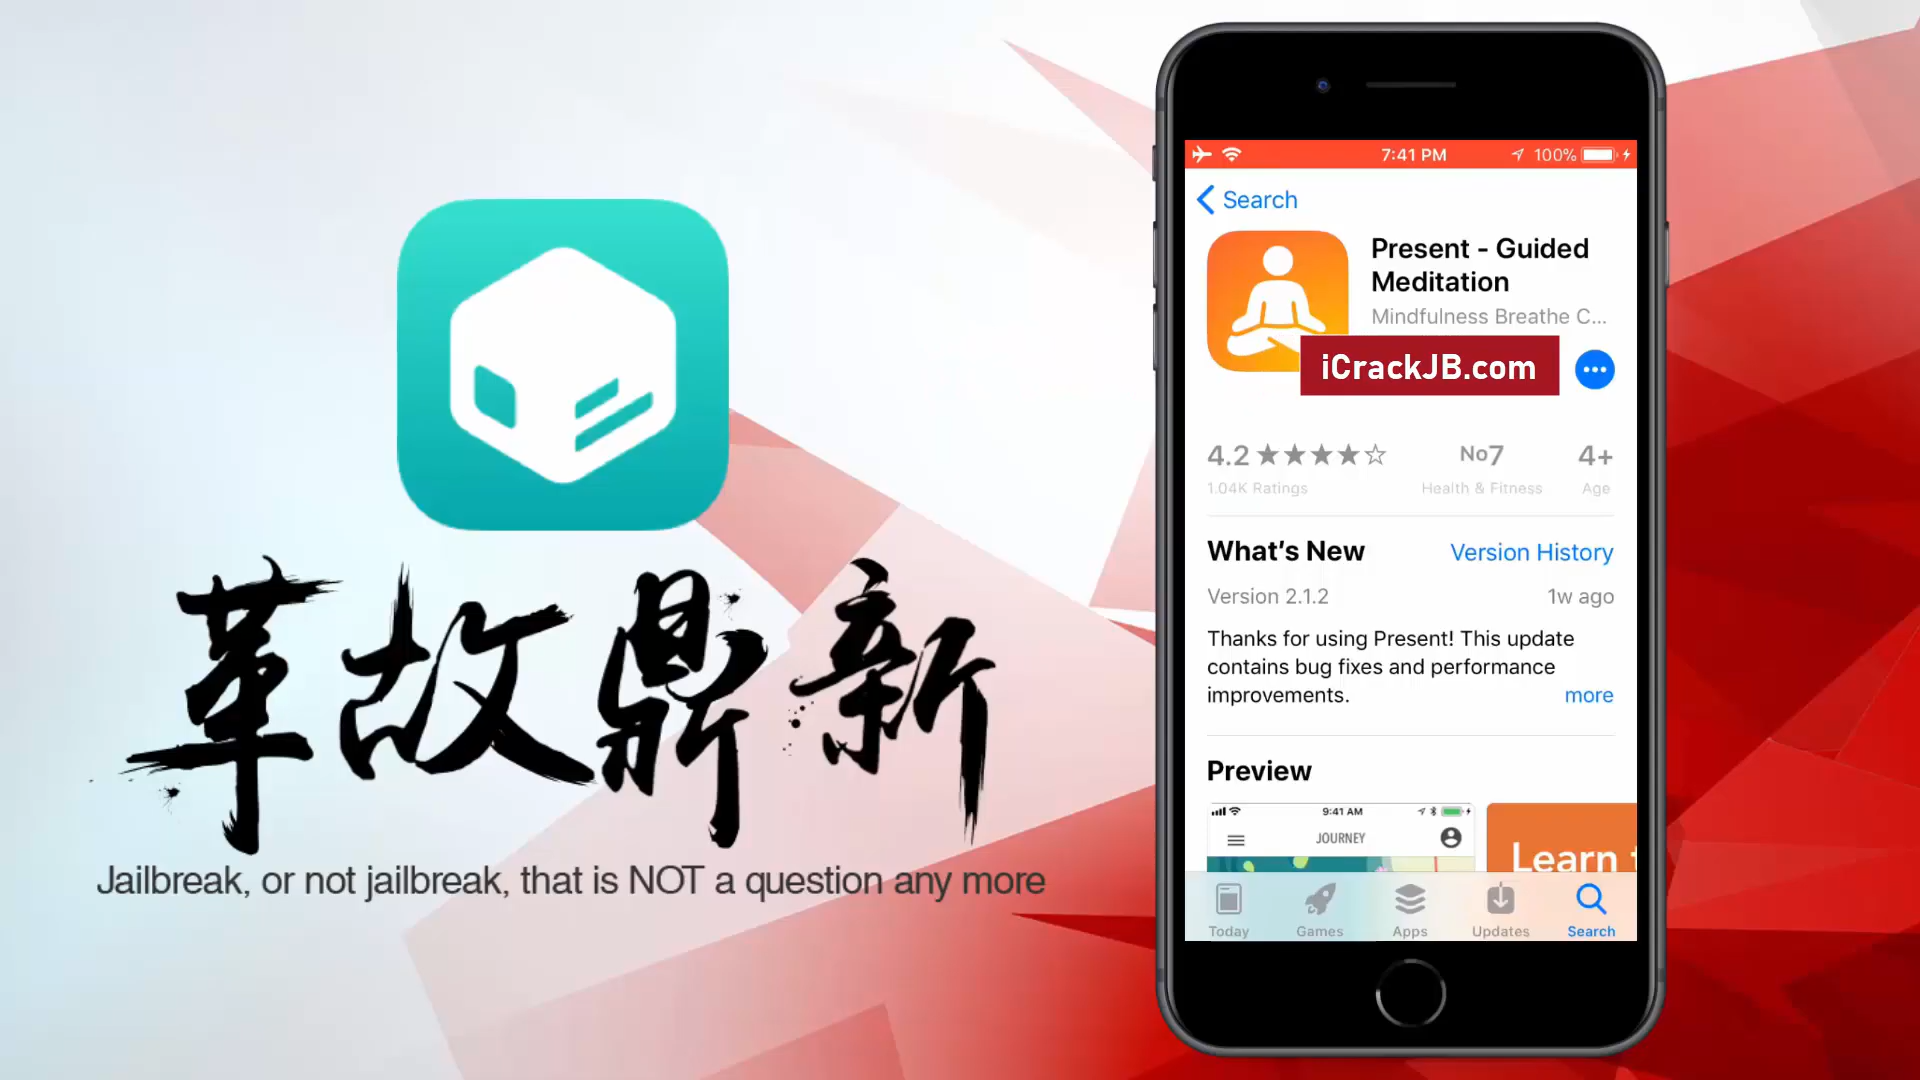 革故鼎新
Jailbreak, or not jailbreak, that is NOT a question any more
7:41 PM
100%
Search
Present - Guided
Meditation
Mindfulness Breathe C...
iCrackJB.com
4.2
No7
4+
1.04K Ratings
Health & Fitness
Age
What's New
Version History
Version 2.1.2
1w ago
Thanks for using Present! This update
contains bug fixes and performance
improvements.
more
Preview
9:41 AM
JOURNEY
Learn t
Today
Games
Apps
Updates
Search